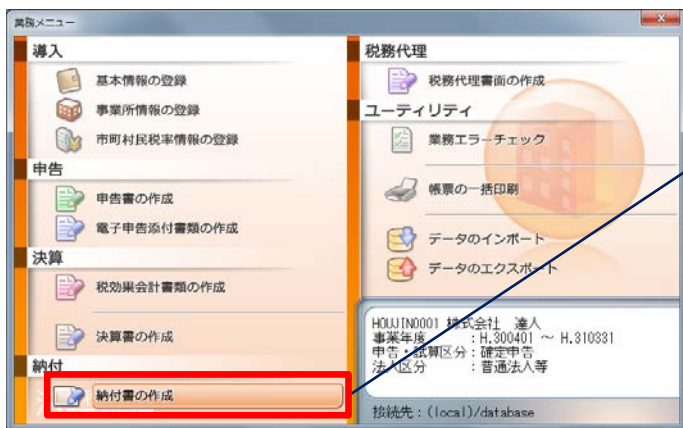 業務メニュー
導入
基本情報の登録
事業所情報の登録
市町村民税率情報の登録
申告
申告書の作成
電子申告添付書類の作成
決算
税効果会計書類の作成
決算書の作成
納付
納付書の作成
税務代理
税務代理書面の作成
ユーティリティ
業務エラーチェック
帳票の一括印刷
データのインポート
データのエクスポート
HOUJIN0001 株式会社 達人
事業年度 :H.300401 ～ H.310331
申告・試算区分:確定申告
法人区分 :普通法人等
接続先:(local)/database